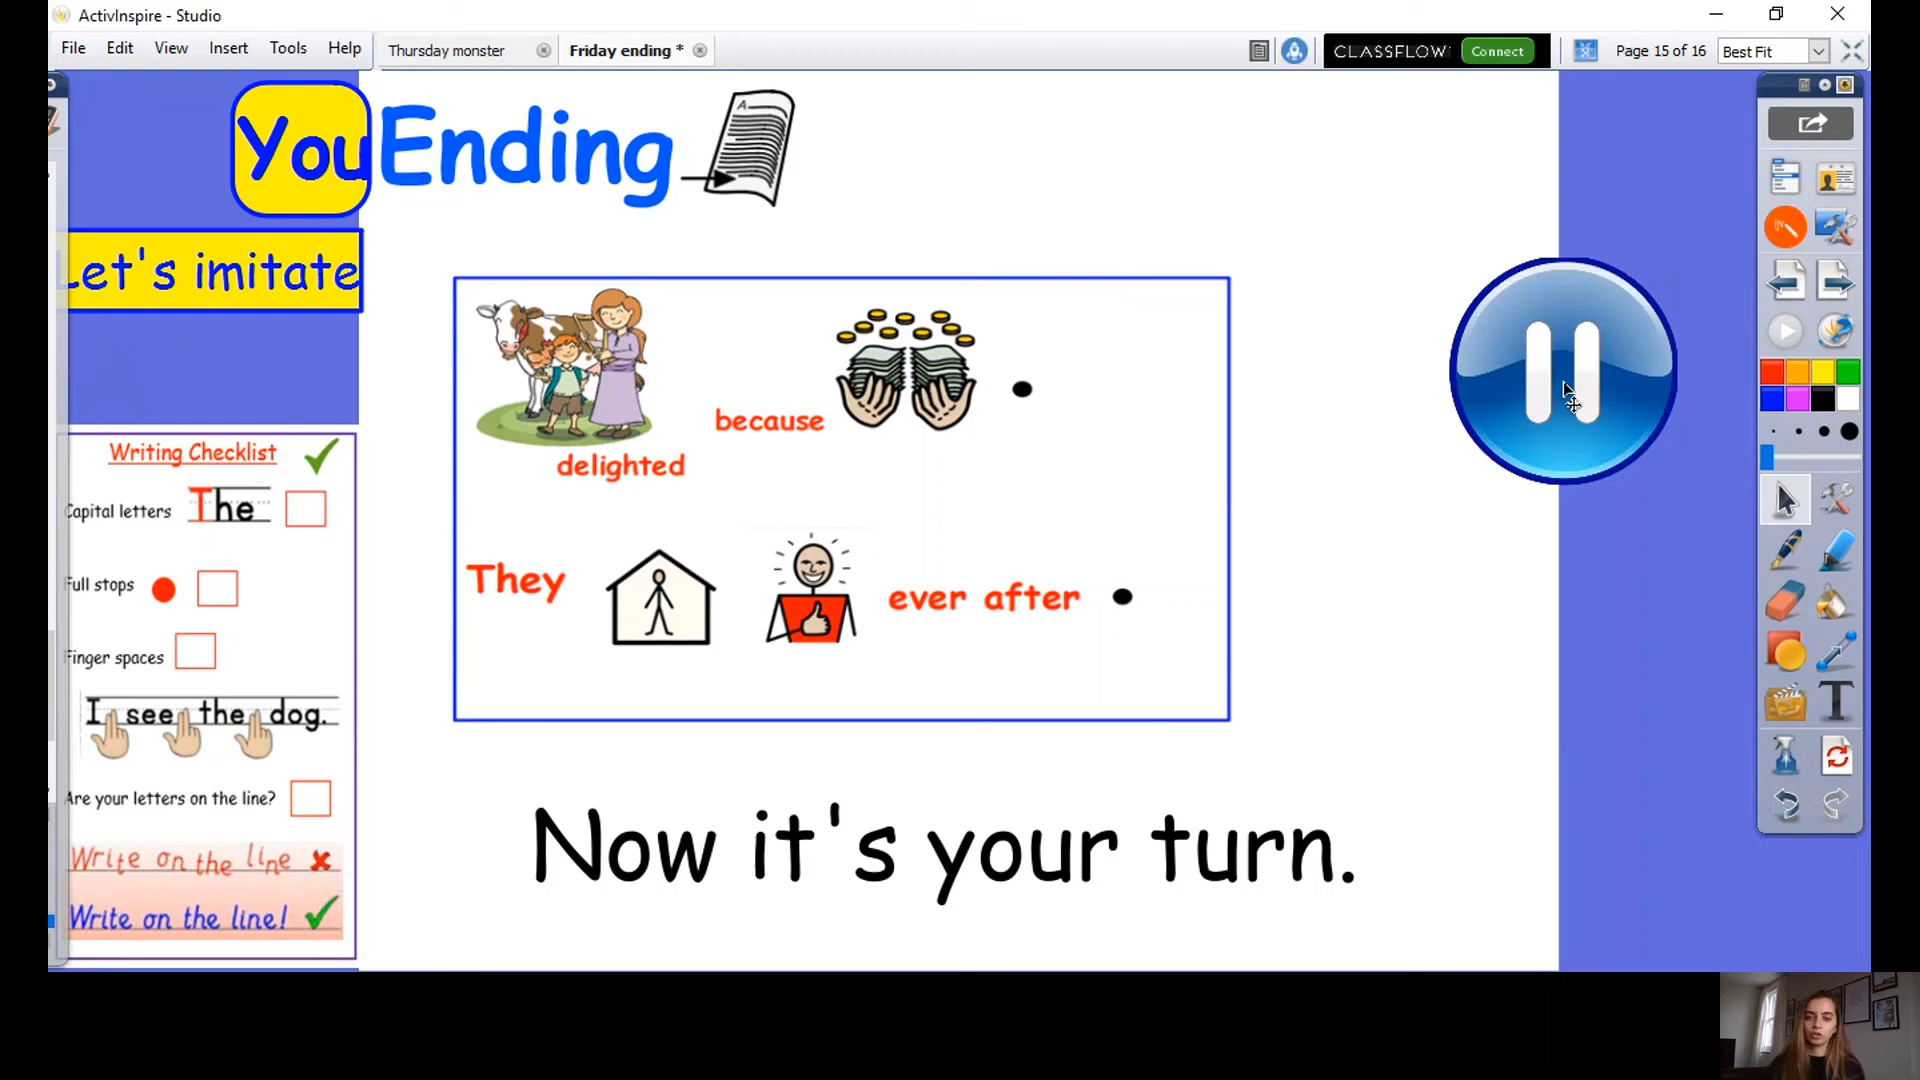 ActivInspire - Studio
File Edit View Insert Tools Help
Thursday monster
Friday ending *
CLASSFLOW
Connect
Page 15 of 16
Best Fit
You Ending
A
Let's imitate
because
delighted
They
ever after
Now it's your turn.
Writing Checklist
Capital letters The
Full stops
Finger spaces
I see the dog.
Are your letters on the line?
Write on the line
Write on the line!
T